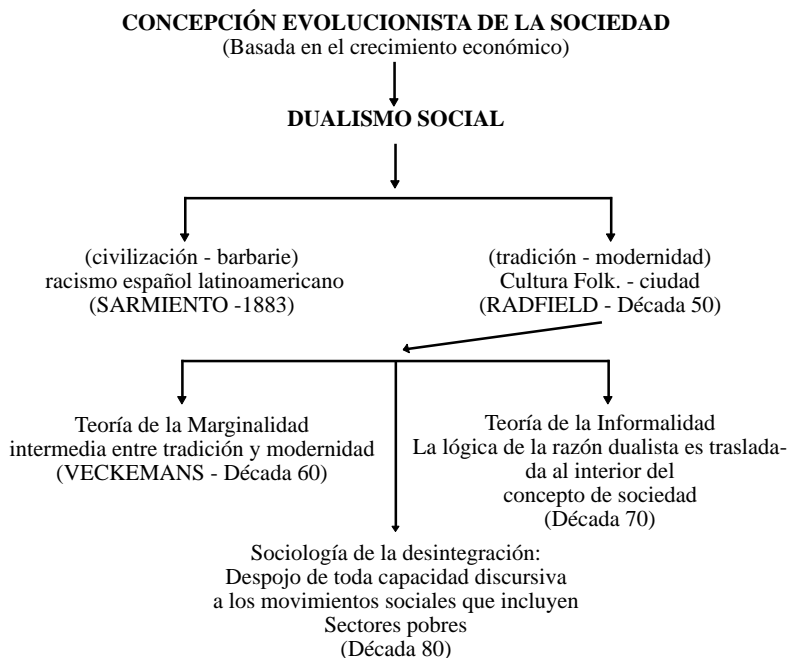 CONCEPCIÓN EVOLUCIONISTA DE LA SOCIEDAD
(Basada en el crecimiento económico)
DUALISMO SOCIAL
(civilización - barbarie)
racismo español latinoamericano
(SARMIENTO -1883)
(tradición - modernidad)
Cultura Folk. - ciudad
(RADFIELD - Década 50)
Teoría de la Marginalidad
intermedia entre tradición y modernidad
(VECKEMANS - Década 60)
Teoría de la Informalidad
La lógica de la razón dualista es traslada-
da al interior del
concepto de sociedad
(Década 70)
Sociología de la desintegración:
Despojo de toda capacidad discursiva
a los movimientos sociales que incluyen
Sectores pobres
(Década 80)